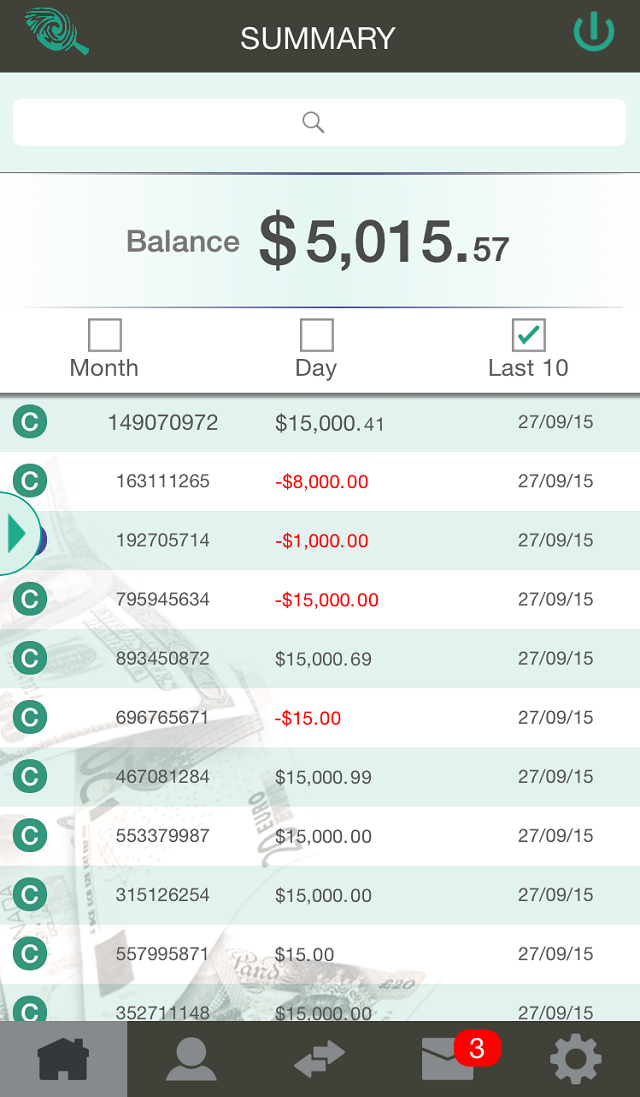 SUMMARY
Balance $5,015.57
Month Day Last 10
C 149070972 $15,000.41 27/09/15
C 163111265 -$8,000.00 27/09/15
192705714 -$1,000.00 27/09/15
C 795945634 -$15,000.00 27/09/15
C 893450872 $15,000.69 27/09/15
C 696765671 -$15.00 27/09/15
C 467081284 $15,000.99 27/09/15
20 EURO
C 553379987 $15,000.00 27/09/15
C 315126254 $15,000.00 27/09/15
C 557995871 $15.00 27/09/15
£20
C 352711148 $15,000.00 27/09/15
3